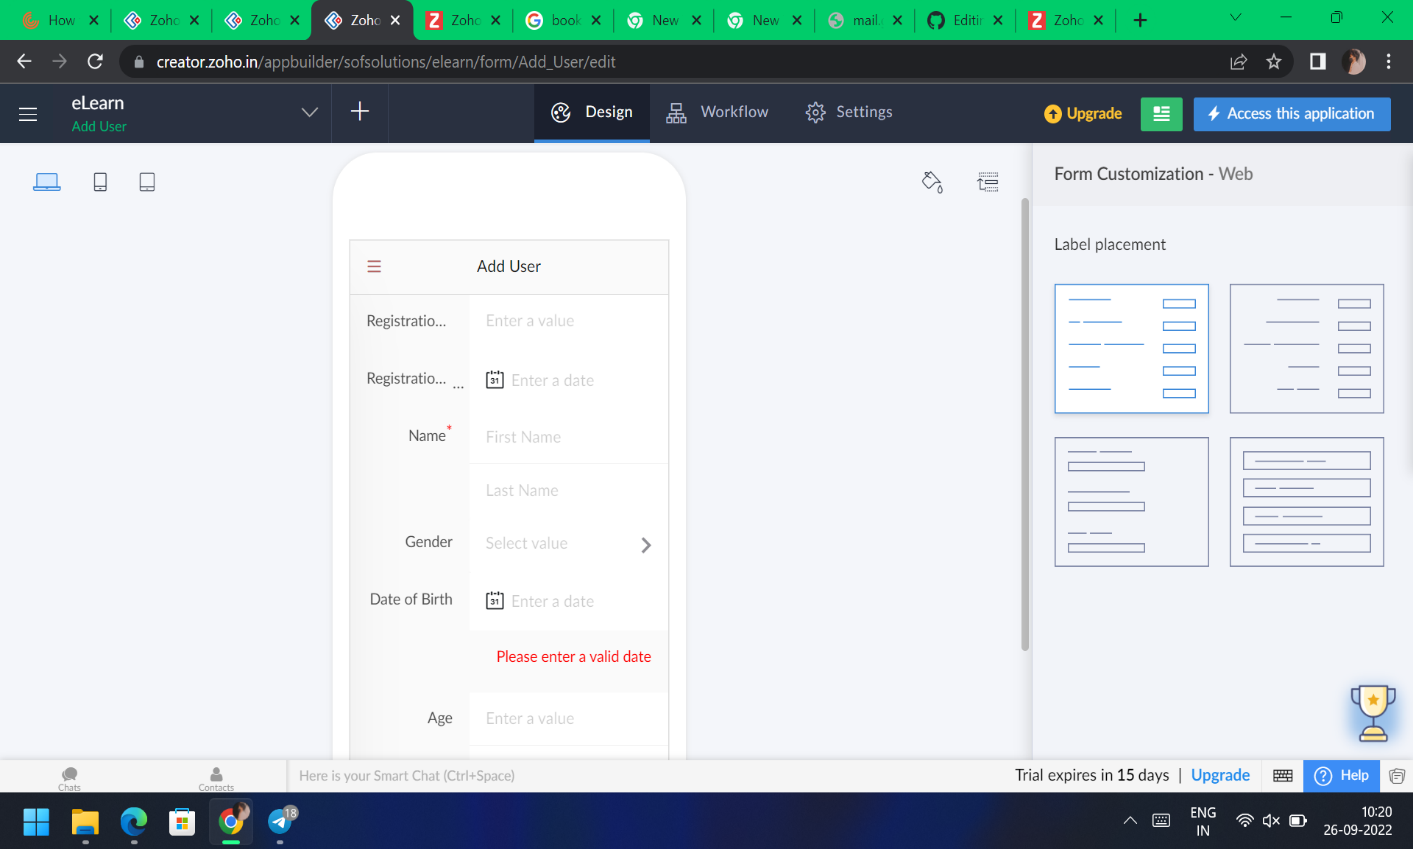 How
Zoho
Zoho
Zoho
Zoho
book
New
New
mail.
Editin
Zoho
creator.zoho.in/appbuilder/sofsolutions/elearn/form/Add_User/edit
eLearn
Add User
Design
Workflow
Settings
Upgrade
Access this application
Form Customization - Web
Label placement
Add User
Registratio...
Enter a value
Registratio... ...
31
Enter a date
Name*
First Name
Last Name
Gender
Select value
Date of Birth
31
Enter a date
Please enter a valid date
Age
Enter a value
Chats
Contacts
Here is your Smart Chat (Ctrl+Space)
Trial expires in 15 days | Upgrade
Help
18
ENG
IN
10:20
26-09-2022